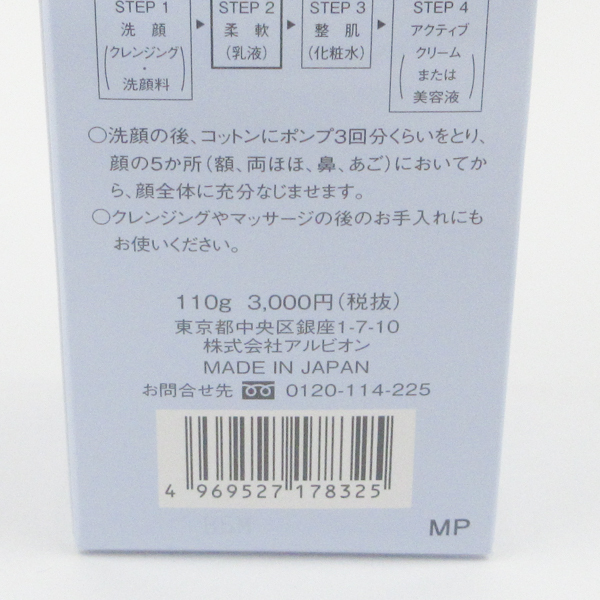 STEP 1
洗顔
(クレンジング・洗顔料)
STEP 2
柔軟
(乳液)
STEP 3
整肌
(化粧水)
STEP 4
アクティブ
クリーム
(または美容液)
○洗顔の後、コットンにポンプ3回分くらいをとり、
顔の5か所(額、両ほほ、鼻、あご)においてか
ら、顔全体に充分なじませます。
○クレンジングやマッサージの後のお手入れにも
お使いください。
110g 3,000円(税抜)
東京都中央区銀座1-7-10
株式会社アルビオン
MADE IN JAPAN
お問合せ先 0120-114-225
4 969527 178325
MP